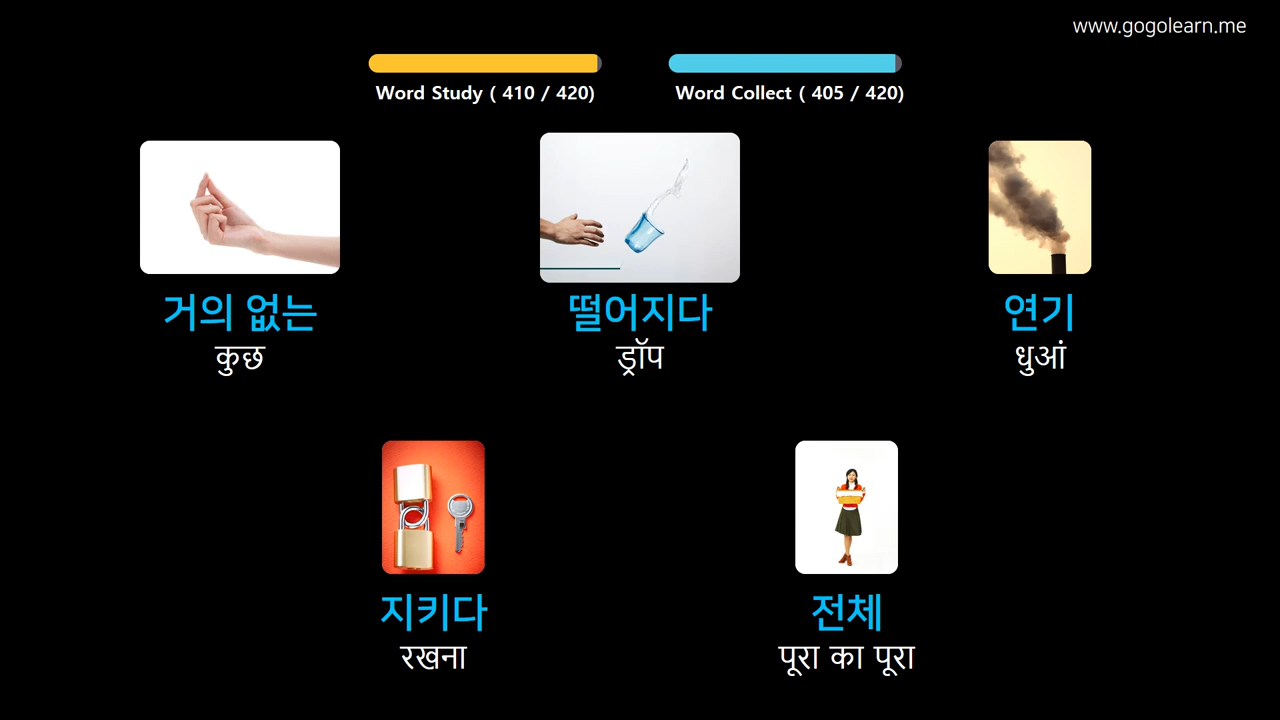 www.gogolearn.me
Word Study ( 410 / 420)
Word Collect ( 405 / 420)
거의 없는
कुछ
떨어지다
ड्रॉप
연기
धुआं
지키다
रखना
전체
पूरा का पूरा